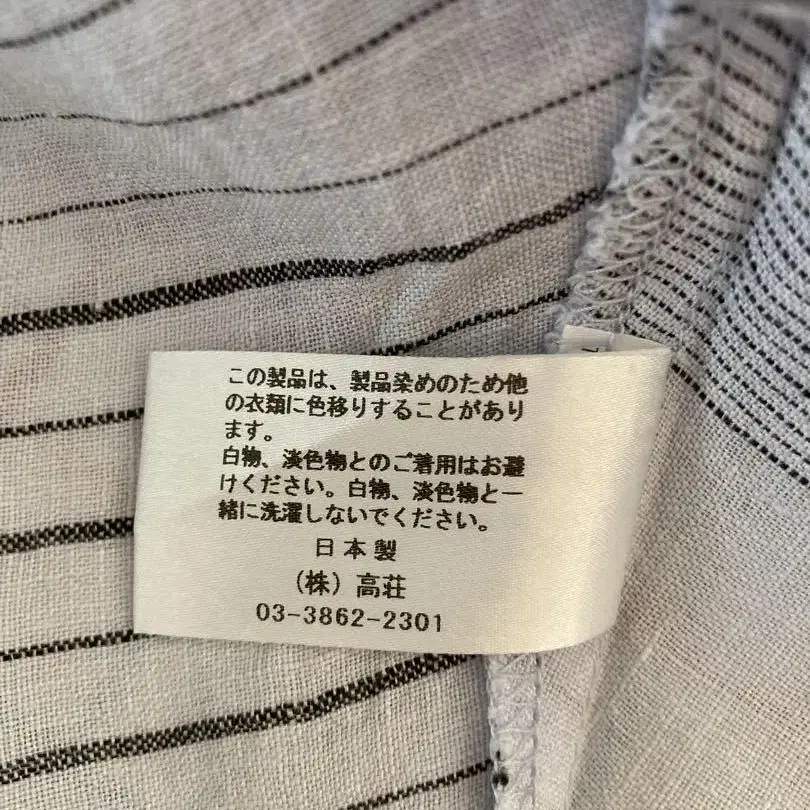 この製品は、製品染めのため他
の衣類に色移りすることがあり
ます。
白物、淡色物とのご着用はお避
けください。白物、淡色物と一
緒に洗濯しないでください。
日本製
（株）高荘
03-3862-2301